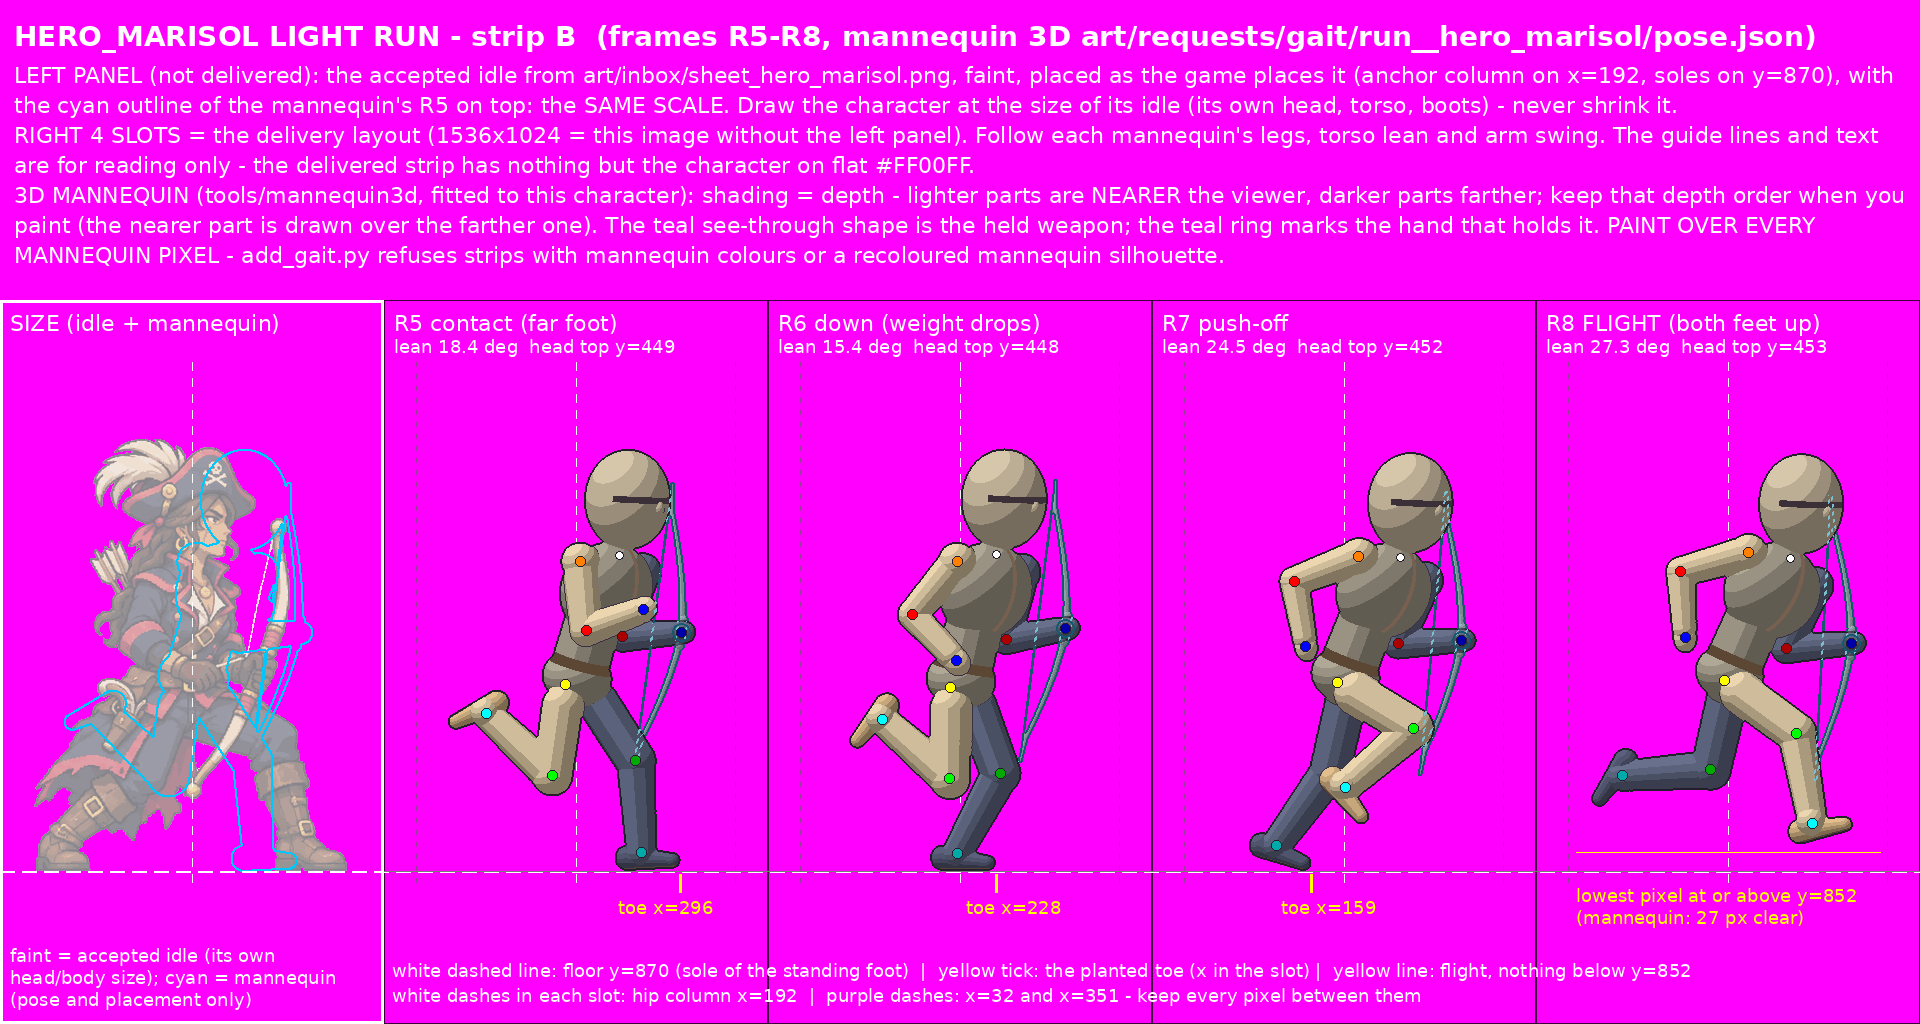 HERO_MARISOL LIGHT RUN - strip B  (frames R5-R8, mannequin 3D art/requests/gait/run__hero_marisol/pose.json)
LEFT PANEL (not delivered): the accepted idle from art/inbox/sheet_hero_marisol.png, faint, placed as the game places it (anchor column on x=192, soles on y=870), with
the cyan outline of the mannequin's R5 on top: the SAME SCALE. Draw the character at the size of its idle (its own head, torso, boots) - never shrink it.
RIGHT 4 SLOTS = the delivery layout (1536x1024 = this image without the left panel). Follow each mannequin's legs, torso lean and arm swing. The guide lines and text
are for reading only - the delivered strip has nothing but the character on flat #FF00FF.
3D MANNEQUIN (tools/mannequin3d, fitted to this character): shading = depth - lighter parts are NEARER the viewer, darker parts farther; keep that depth order when you
paint (the nearer part is drawn over the farther one). The teal see-through shape is the held weapon; the teal ring marks the hand that holds it. PAINT OVER EVERY
MANNEQUIN PIXEL - add_gait.py refuses strips with mannequin colours or a recoloured mannequin silhouette.
SIZE (idle + mannequin)
R5 contact (far foot)
lean 18.4 deg  head top y=449
R6 down (weight drops)
lean 15.4 deg  head top y=448
R7 push-off
lean 24.5 deg  head top y=452
R8 FLIGHT (both feet up)
lean 27.3 deg  head top y=453
toe x=296
toe x=228
toe x=159
lowest pixel at or above y=852
(mannequin: 27 px clear)
faint = accepted idle (its own
head/body size); cyan = mannequin
(pose and placement only)
white dashed line: floor y=870 (sole of the standing foot)  |  yellow tick: the planted toe (x in the slot) |  yellow line: flight, nothing below y=852
white dashes in each slot: hip column x=192  |  purple dashes: x=32 and x=351 - keep every pixel between them